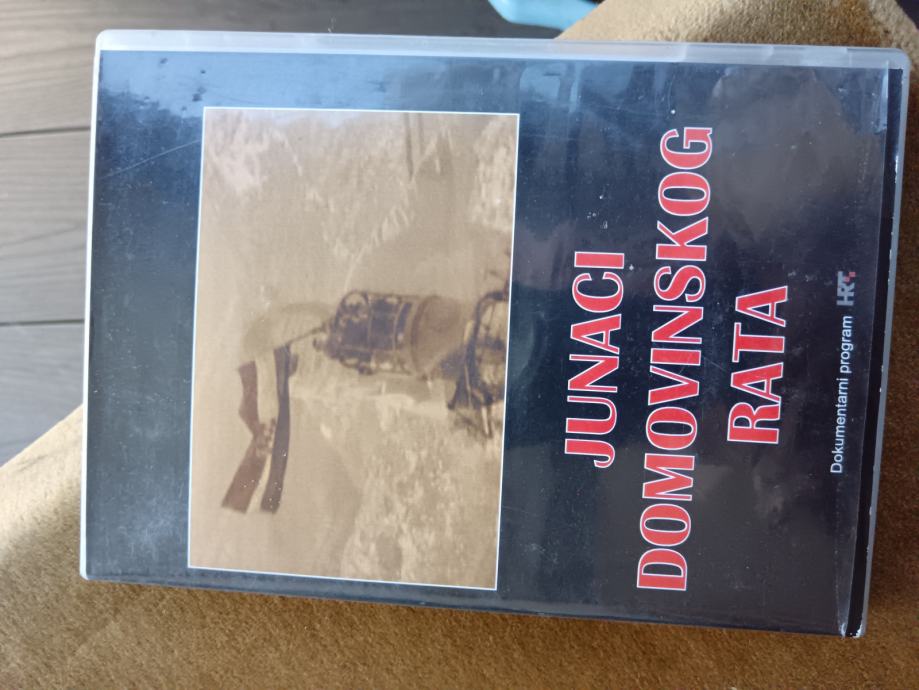 JUNACI
DOMOVINSKOG
RATA
Dokumentarni program HRT